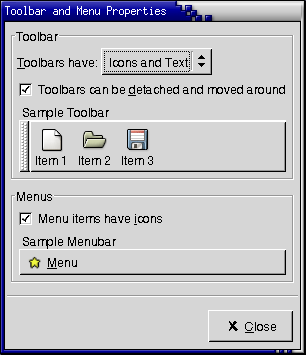 Toolbar and Menu Properties
Toolbar
Toolbars have: Icons and Text
Toolbars can be detached and moved around
Sample Toolbar
Item 1 Item 2 Item 3
Menus
Menu items have icons
Sample Menubar
Menu
Close